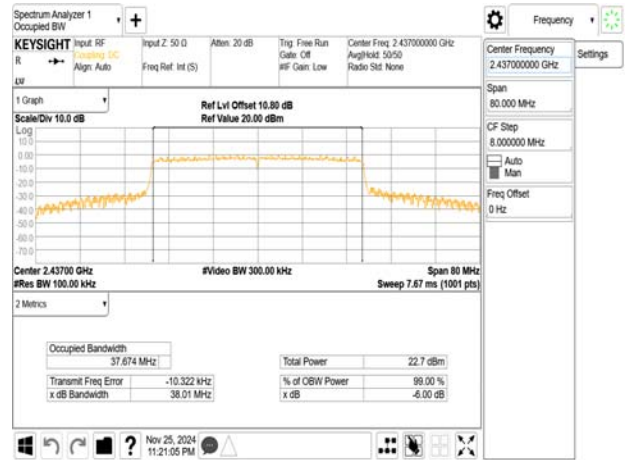 Spectrum Analyzer 1
Occupied BW
Frequency
KEYSIGHT
R
Input: RF
Coupling: DC
Align: Auto
Input Z: 50 Ω
Freq Ref: Int (S)
Atten: 20 dB
Trig: Free Run
Gate: Off
#IF Gain: Low
Center Freq: 2.437000000 GHz
Avg|Hold: 50/50
Radio Std: None
Center Frequency
2.437000000 GHz
Settings
Span
80.000 MHz
CF Step
8.000000 MHz
Auto
Man
Freq Offset
0 Hz
1 Graph
Scale/Div 10.0 dB
Ref Lvl Offset 10.80 dB
Ref Value 20.00 dBm
Log
10.0
0.00
-10.0
-20.0
-30.0
-40.0
-50.0
-60.0
-70.0
Center 2.43700 GHz
#Res BW 100.00 kHz
#Video BW 300.00 kHz
Span 80 MHz
Sweep 7.67 ms (1001 pts)
2 Metrics
Occupied Bandwidth
37.674 MHz
Transmit Freq Error -10.322 kHz
x dB Bandwidth 38.01 MHz
Total Power 22.7 dBm
% of OBW Power 99.00 %
x dB -6.00 dB
?
Nov 25, 2024
11:21:05 PM